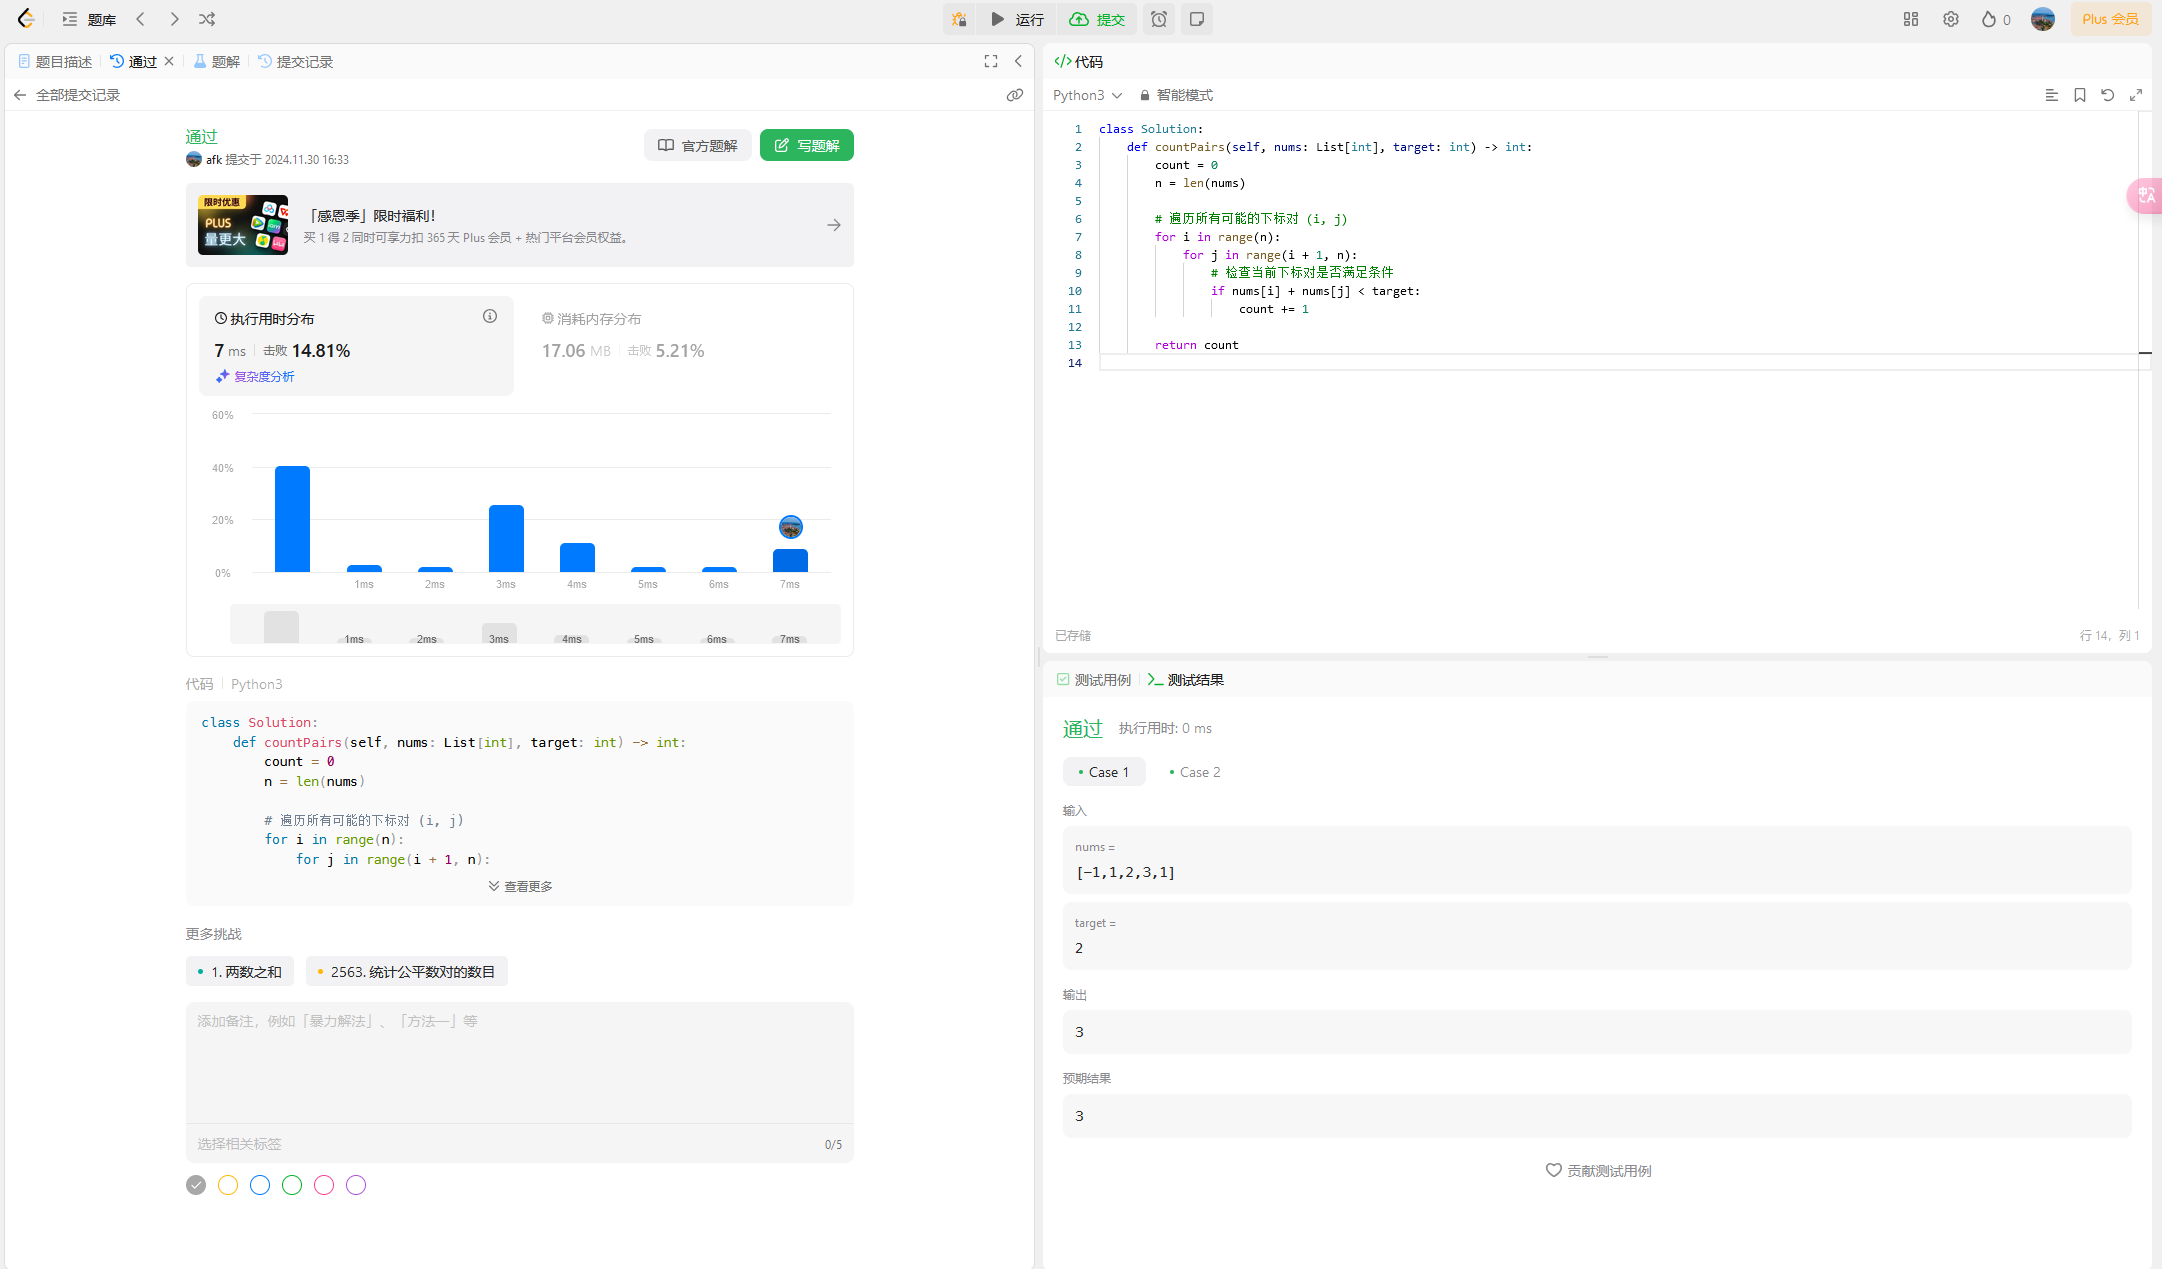 题库
运行
提交
0
Plus 会员
题目描述
通过
题解
提交记录
全部提交记录
通过
afk 提交于 2024.11.30 16:33
官方题解
写题解
限时优惠
PLUS
量更大
「感恩季」限时福利！
买 1 得 2 同时可享力扣 365 天 Plus 会员 + 热门平台会员权益。
执行用时分布
7 ms
击败 14.81%
复杂度分析
消耗内存分布
17.06 MB
击败 5.21%
60%
40%
20%
0%
1ms 2ms 3ms 4ms 5ms 6ms 7ms
1ms 2ms 3ms 4ms 5ms 6ms 7ms
代码
Python3
class Solution:
def countPairs(self, nums: List[int], target: int) -> int:
count = 0
n = len(nums)
# 遍历所有可能的下标对 (i, j)
for i in range(n):
for j in range(i + 1, n):
查看更多
更多挑战
1. 两数之和
2563. 统计公平数对的数目
添加备注，例如「暴力解法」、「方法一」等
选择相关标签
0/5
代码
Python3
智能模式
1 class Solution:
2 def countPairs(self, nums: List[int], target: int) -> int:
3 count = 0
4 n = len(nums)
5
6 # 遍历所有可能的下标对 (i, j)
7 for i in range(n):
8 for j in range(i + 1, n):
9 # 检查当前下标对是否满足条件
10 if nums[i] + nums[j] < target:
11 count += 1
12
13 return count
14
已存储
行 14，列 1
测试用例
测试结果
通过
执行用时: 0 ms
Case 1
Case 2
输入
nums =
[-1,1,2,3,1]
target =
2
输出
3
预期结果
3
贡献测试用例